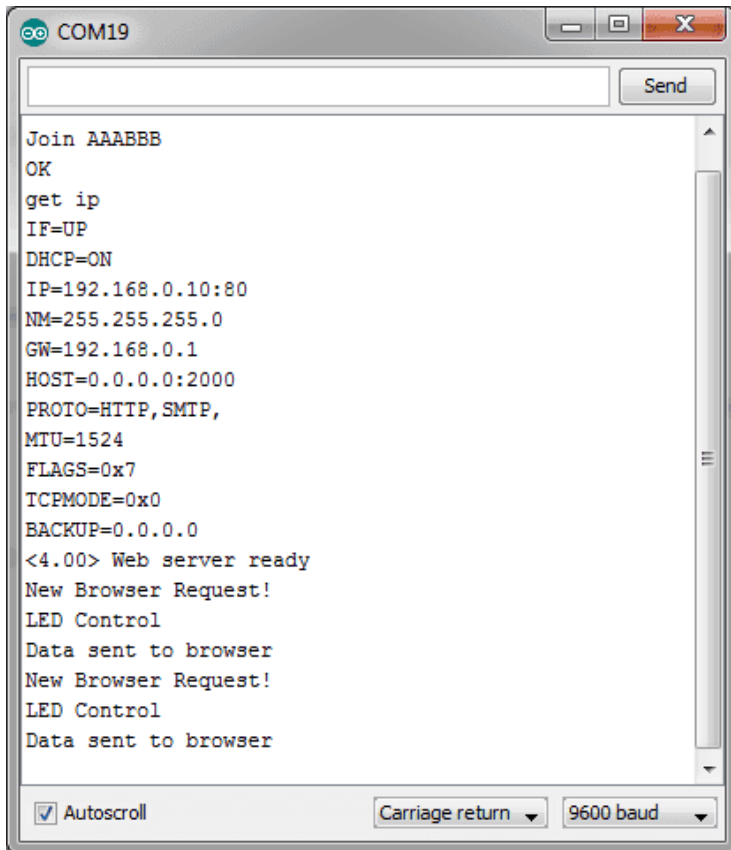 COM19
Send
Join AAABBB
OK
get ip
IF=UP
DHCP=ON
IP=192.168.0.10:80
NM=255.255.255.0
GW=192.168.0.1
HOST=0.0.0.0:2000
PROTO=HTTP,SMTP,
MTU=1524
FLAGS=0x7
TCPMODE=0x0
BACKUP=0.0.0.0
<4.00> Web server ready
New Browser Request!
LED Control
Data sent to browser
New Browser Request!
LED Control
Data sent to browser
Autoscroll Carriage return 9600 baud